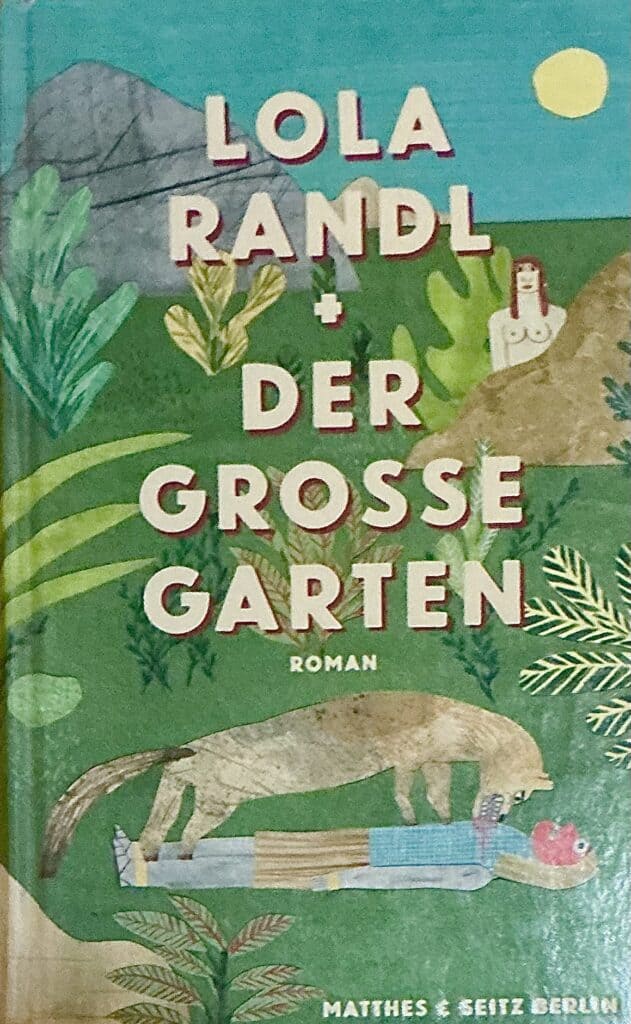 LOLA
RANDL
+
DER
GROSSE
GARTEN
ROMAN
MATTHES & SEITZ BERLIN